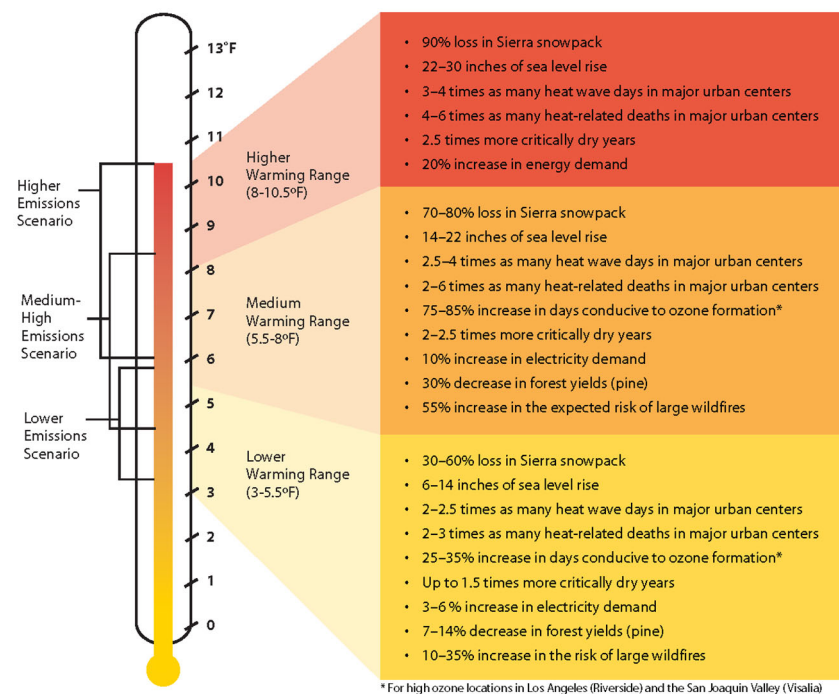 13˚F
12
11
10
9
8
7
6
5
4
3
2
1
0
Higher
Emissions
Scenario
Medium-
High
Emissions
Scenario
Lower
Emissions
Scenario
Higher
Warming Range
(8-10.5ºF)
Medium
Warming Range
(5.5-8ºF)
Lower
Warming Range
(3-5.5ºF)
• 90% loss in Sierra snowpack
• 22–30 inches of sea level rise
• 3–4 times as many heat wave days in major urban centers
• 4–6 times as many heat-related deaths in major urban centers
• 2.5 times more critically dry years
• 20% increase in energy demand
• 70–80% loss in Sierra snowpack
• 14–22 inches of sea level rise
• 2.5–4 times as many heat wave days in major urban centers
• 2–6 times as many heat-related deaths in major urban centers
• 75–85% increase in days conducive to ozone formation*
• 2–2.5 times more critically dry years
• 10% increase in electricity demand
• 30% decrease in forest yields (pine)
• 55% increase in the expected risk of large wildfires
• 30–60% loss in Sierra snowpack
• 6–14 inches of sea level rise
• 2–2.5 times as many heat wave days in major urban centers
• 2–3 times as many heat-related deaths in major urban centers
• 25–35% increase in days conducive to ozone formation*
• Up to 1.5 times more critically dry years
• 3–6 % increase in electricity demand
• 7–14% decrease in forest yields (pine)
• 10–35% increase in the risk of large wildfires
* For high ozone locations in Los Angeles (Riverside) and the San Joaquin Valley (Visalia)